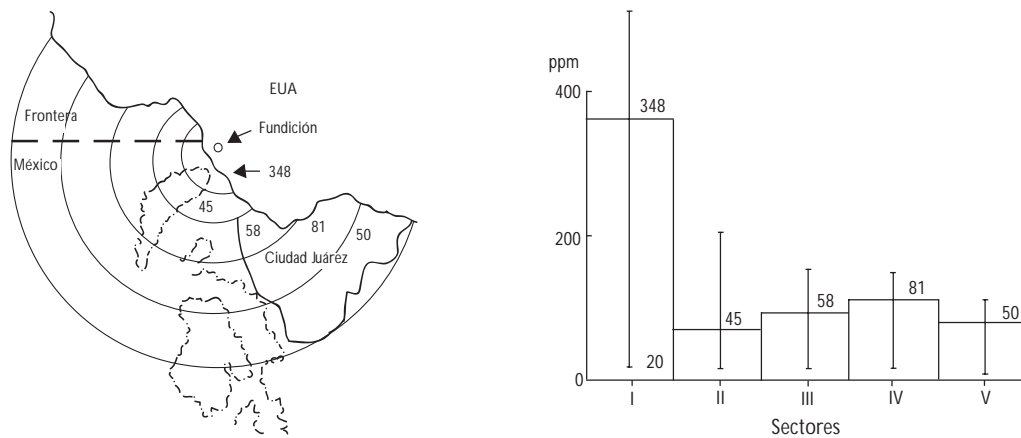 EUA
Frontera
Fundición
México
348
45
58
81
50
Ciudad Juárez
ppm
400
200
0
348
20
45
58
81
50
I
II
III
IV
V
Sectores